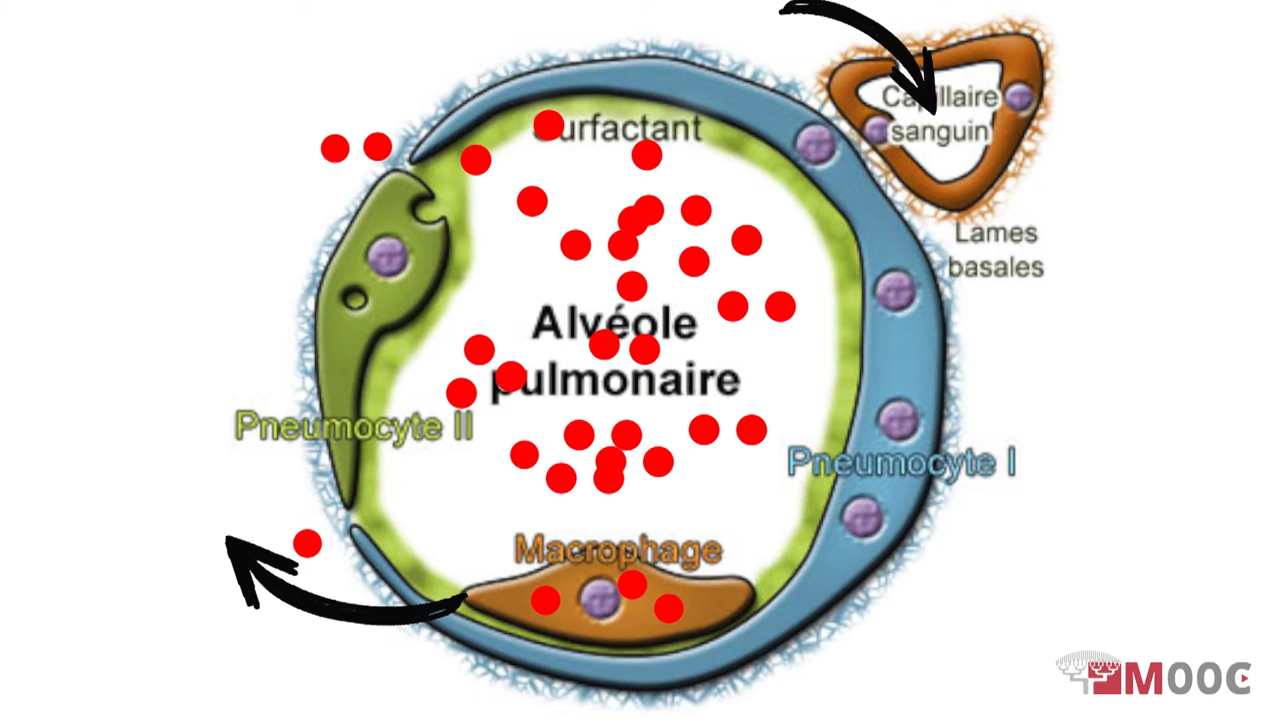 Capillaire
sanguin
Surfactant
Lames
basales
Alvéole
pulmonaire
Pneumocyte II
Pneumocyte I
Macrophage
MOOC